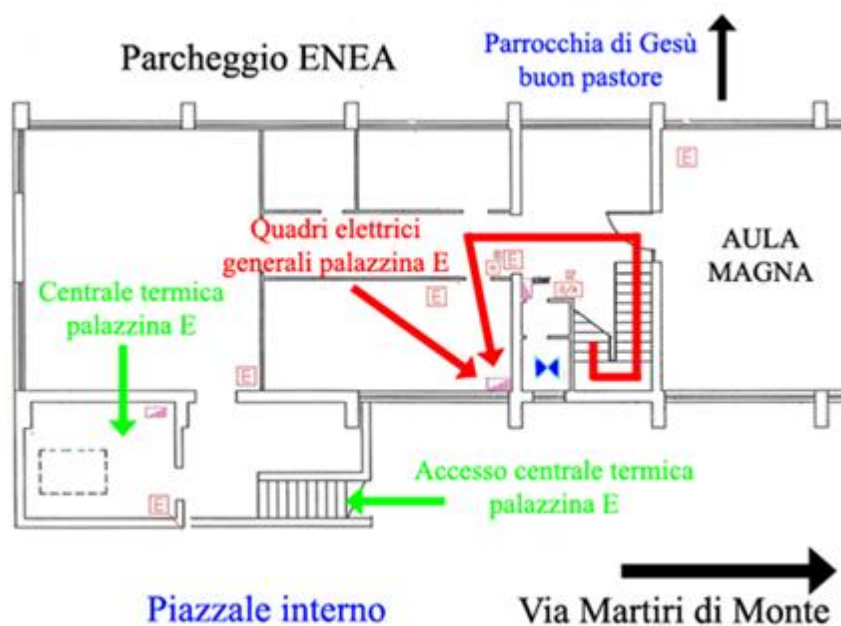 Parcheggio ENEA
Parrocchia di Gesù
buon pastore
E
Quadri elettrici
generali palazzina E
AULA
MAGNA
E
E
Centrale termica
palazzina E
E
Accesso centrale termica
palazzina E
E
Piazzale interno
Via Martiri di Monte